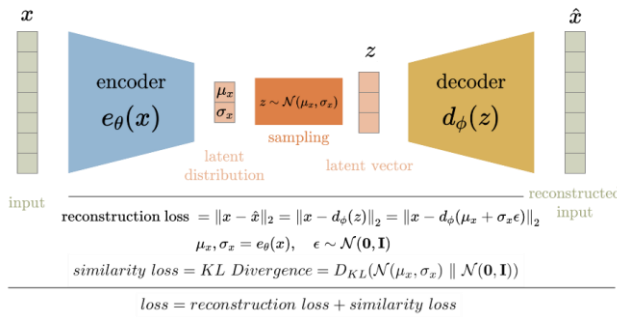 x
x̂
encoder
e_θ(x)
μ_x
σ_x
z ∼ 𝒩(μ_x, σ_x)
sampling
z
decoder
d_ϕ(z)
latent
distribution
latent vector
input
reconstructed
input
reconstruction loss = ‖x − x̂‖₂ = ‖x − d_ϕ(z)‖₂ = ‖x − d_ϕ(μ_x + σ_xϵ)‖₂
μ_x, σ_x = e_θ(x), ϵ ∼ 𝒩(0, I)
similarity loss = KL Divergence = D_KL(𝒩(μ_x, σ_x) ∥ 𝒩(0, I))
loss = reconstruction loss + similarity loss